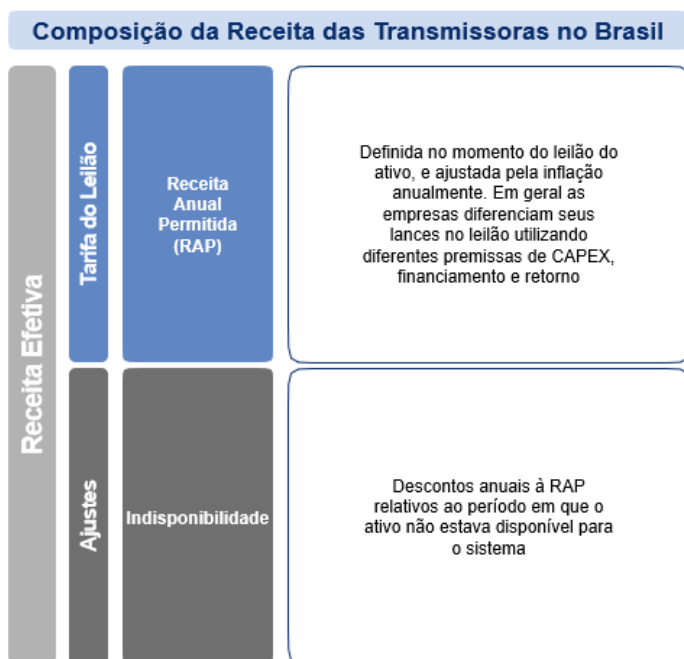 Composição da Receita das Transmissoras no Brasil
Receita Efetiva
Tarifa do Leilão
Receita
Anual
Permitida
(RAP)
Definida no momento do leilão do
ativo, e ajustada pela inflação
anualmente. Em geral as
empresas diferenciam seus
lances no leilão utilizando
diferentes premissas de CAPEX,
financiamento e retorno
Ajustes
Indisponibilidade
Descontos anuais à RAP
relativos ao período em que o
ativo não estava disponível para
o sistema